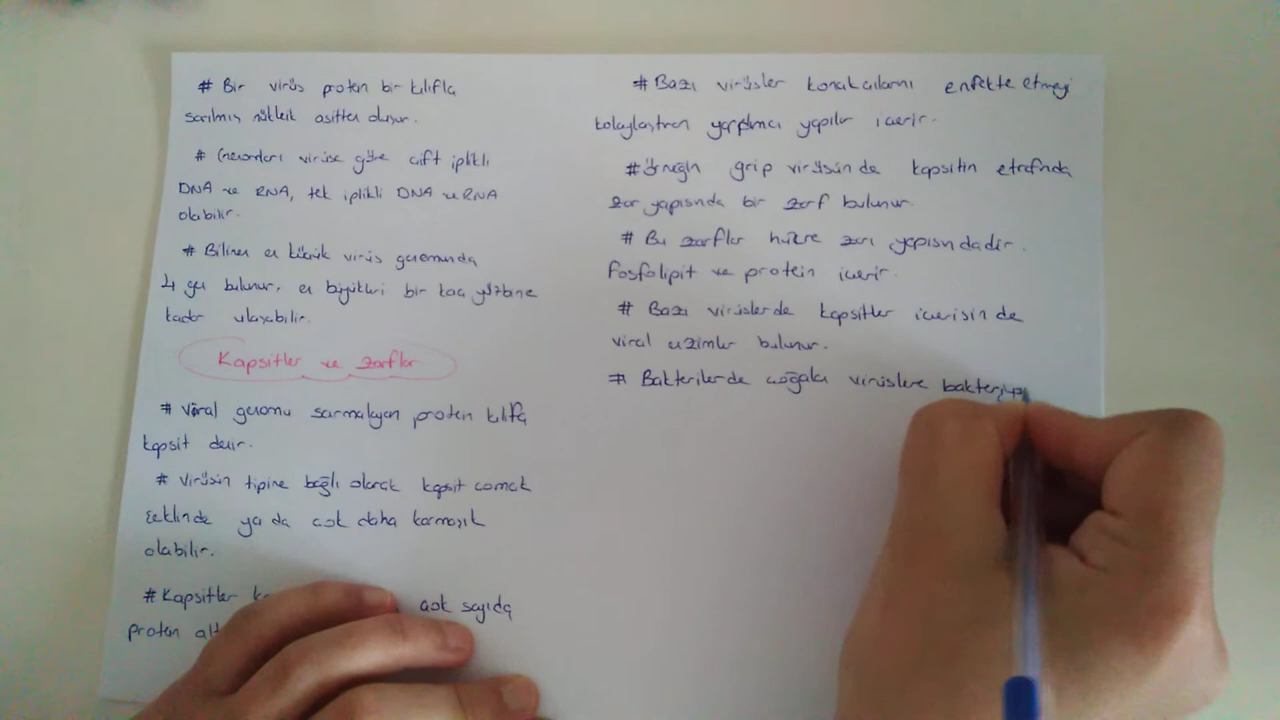 # Bir virüs protein bir kılıfla
sarılmış nükleik asitten oluşur.
# Genomları virüse göre çift iplikli
DNA ve RNA, tek iplikli DNA ve RNA
olabilir.
# Bilinen en küçük virüs genomunda
4 gen bulunur, en büyükleri bir kaç yüzbine
kadar ulaşabilir.
Kapsitler ve zarflar
# Viral genomu sarmalayan protein kılıfa
kapsit denir.
# Virüsün tipine bağlı olarak kapsit comak
şeklinde ya da çok daha karmaşık
olabilir.
# Kapsitler çok sayıda
protein
# Bazı virüsler konakcılarını enfekte etmeyi
kolaylaştıran yardımcı yapılar içerir.
# Örneğin grip virüsünde kapsitin etrafında
zar yapısında bir zarf bulunur.
# Bu zarflar hücre zarı yapısındadır.
Fosfolipit ve protein içerir.
# Bazı virüslerde kapsitler içerisinde
viral enzimler bulunur.
# Bakterilerde çoğalan virüslere